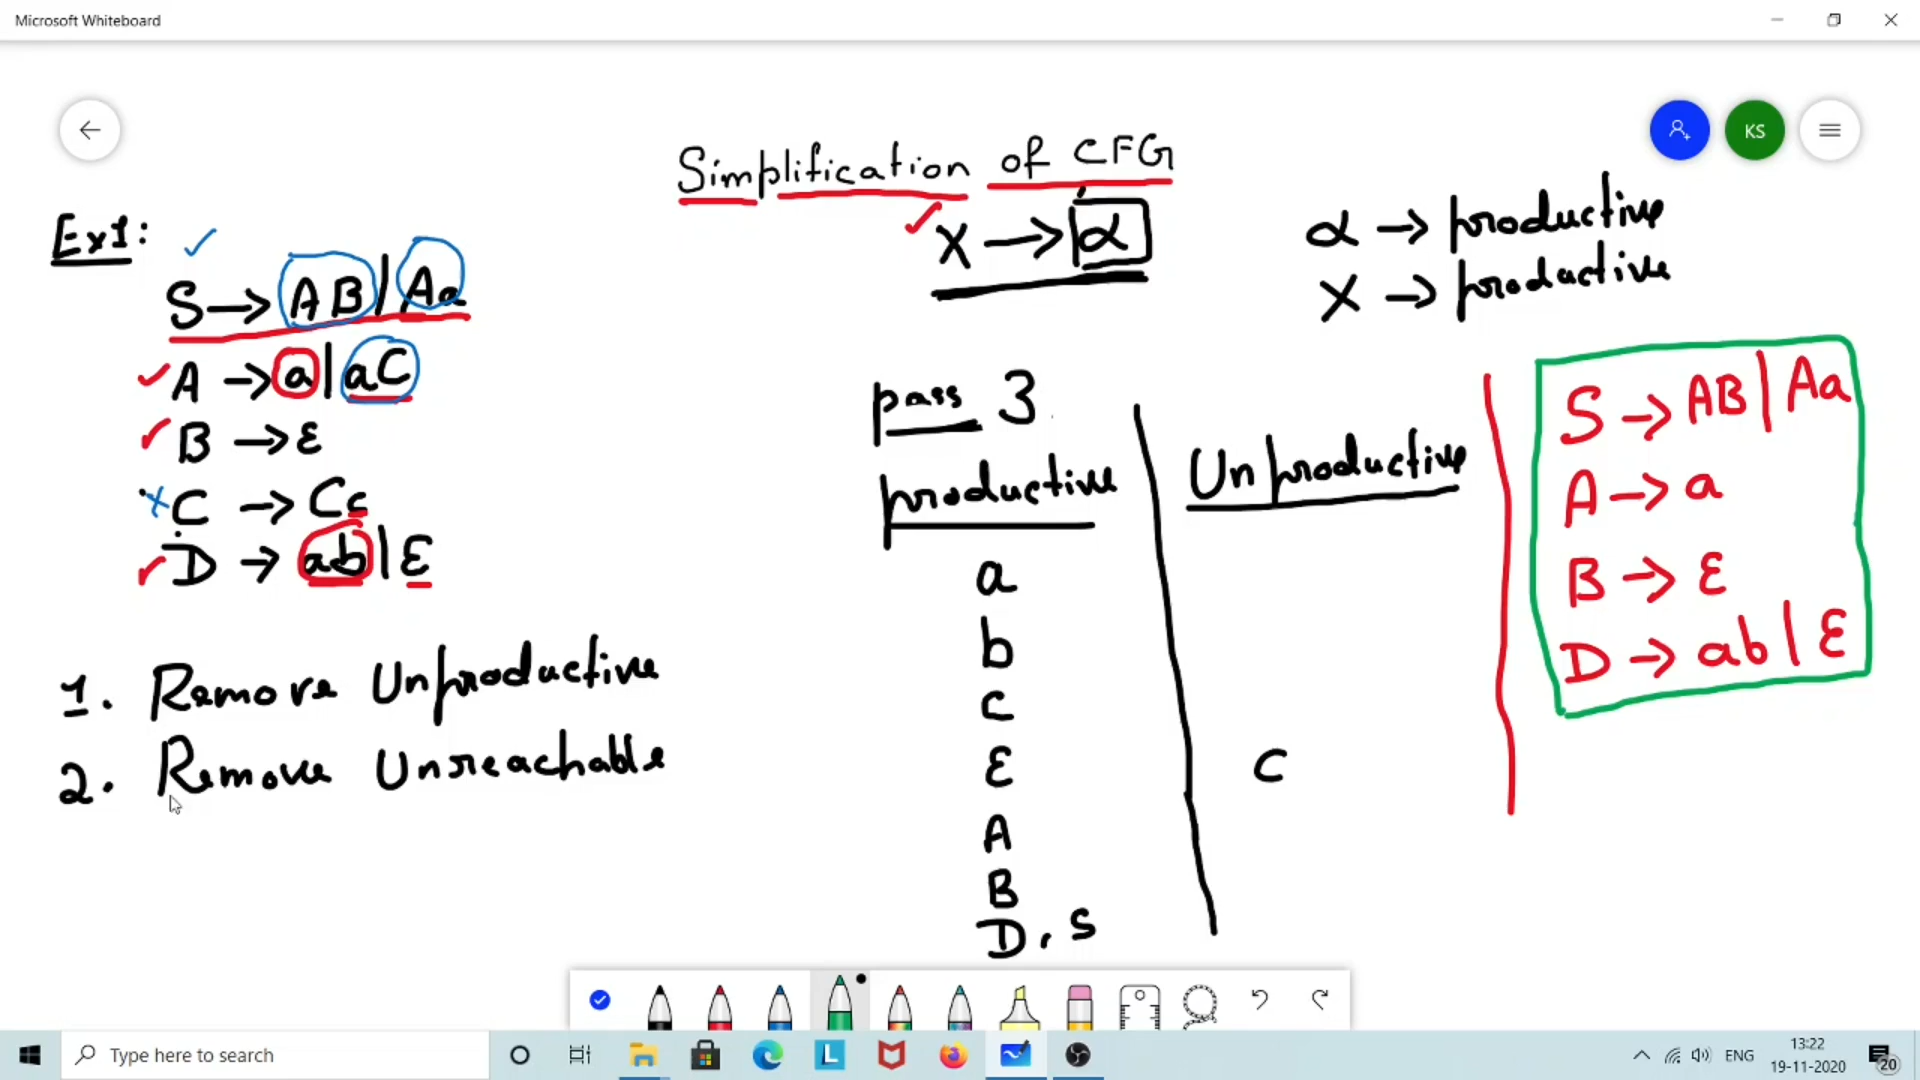 Microsoft Whiteboard
KS
Simplification of CFG
Ex1:
S → AB | Aa
A → a | aC
B → ε
C → Cc
D → ab | ε
X → α
α → productive
X → productive
1. Remove Unproductive
2. Remove Unreachable
pass 3
productive
a
b
c
ε
A
B
D, S
Unproductive
C
S → AB | Aa
A → a
B → ε
D → ab | ε
Type here to search
L
ENG
13:22
19-11-2020
20